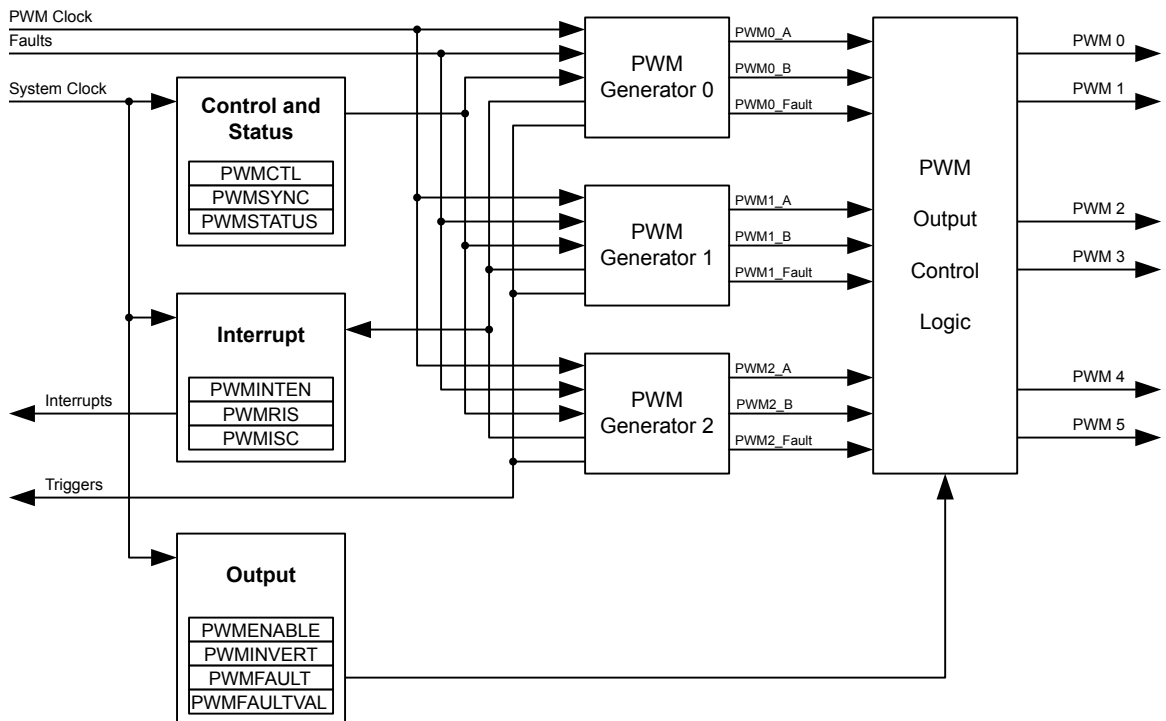 PWM Clock
Faults
System Clock
Control and
Status
PWMCTL
PWMSYNC
PWMSTATUS
Interrupt
PWMINTEN
PWMRIS
PWMISC
Interrupts
Triggers
Output
PWMENABLE
PWMINVERT
PWMFAULT
PWMFAULTVAL
PWM
Generator 0
PWM0_A
PWM0_B
PWM0_Fault
PWM
Generator 1
PWM1_A
PWM1_B
PWM1_Fault
PWM
Generator 2
PWM2_A
PWM2_B
PWM2_Fault
PWM
Output
Control
Logic
PWM 0
PWM 1
PWM 2
PWM 3
PWM 4
PWM 5